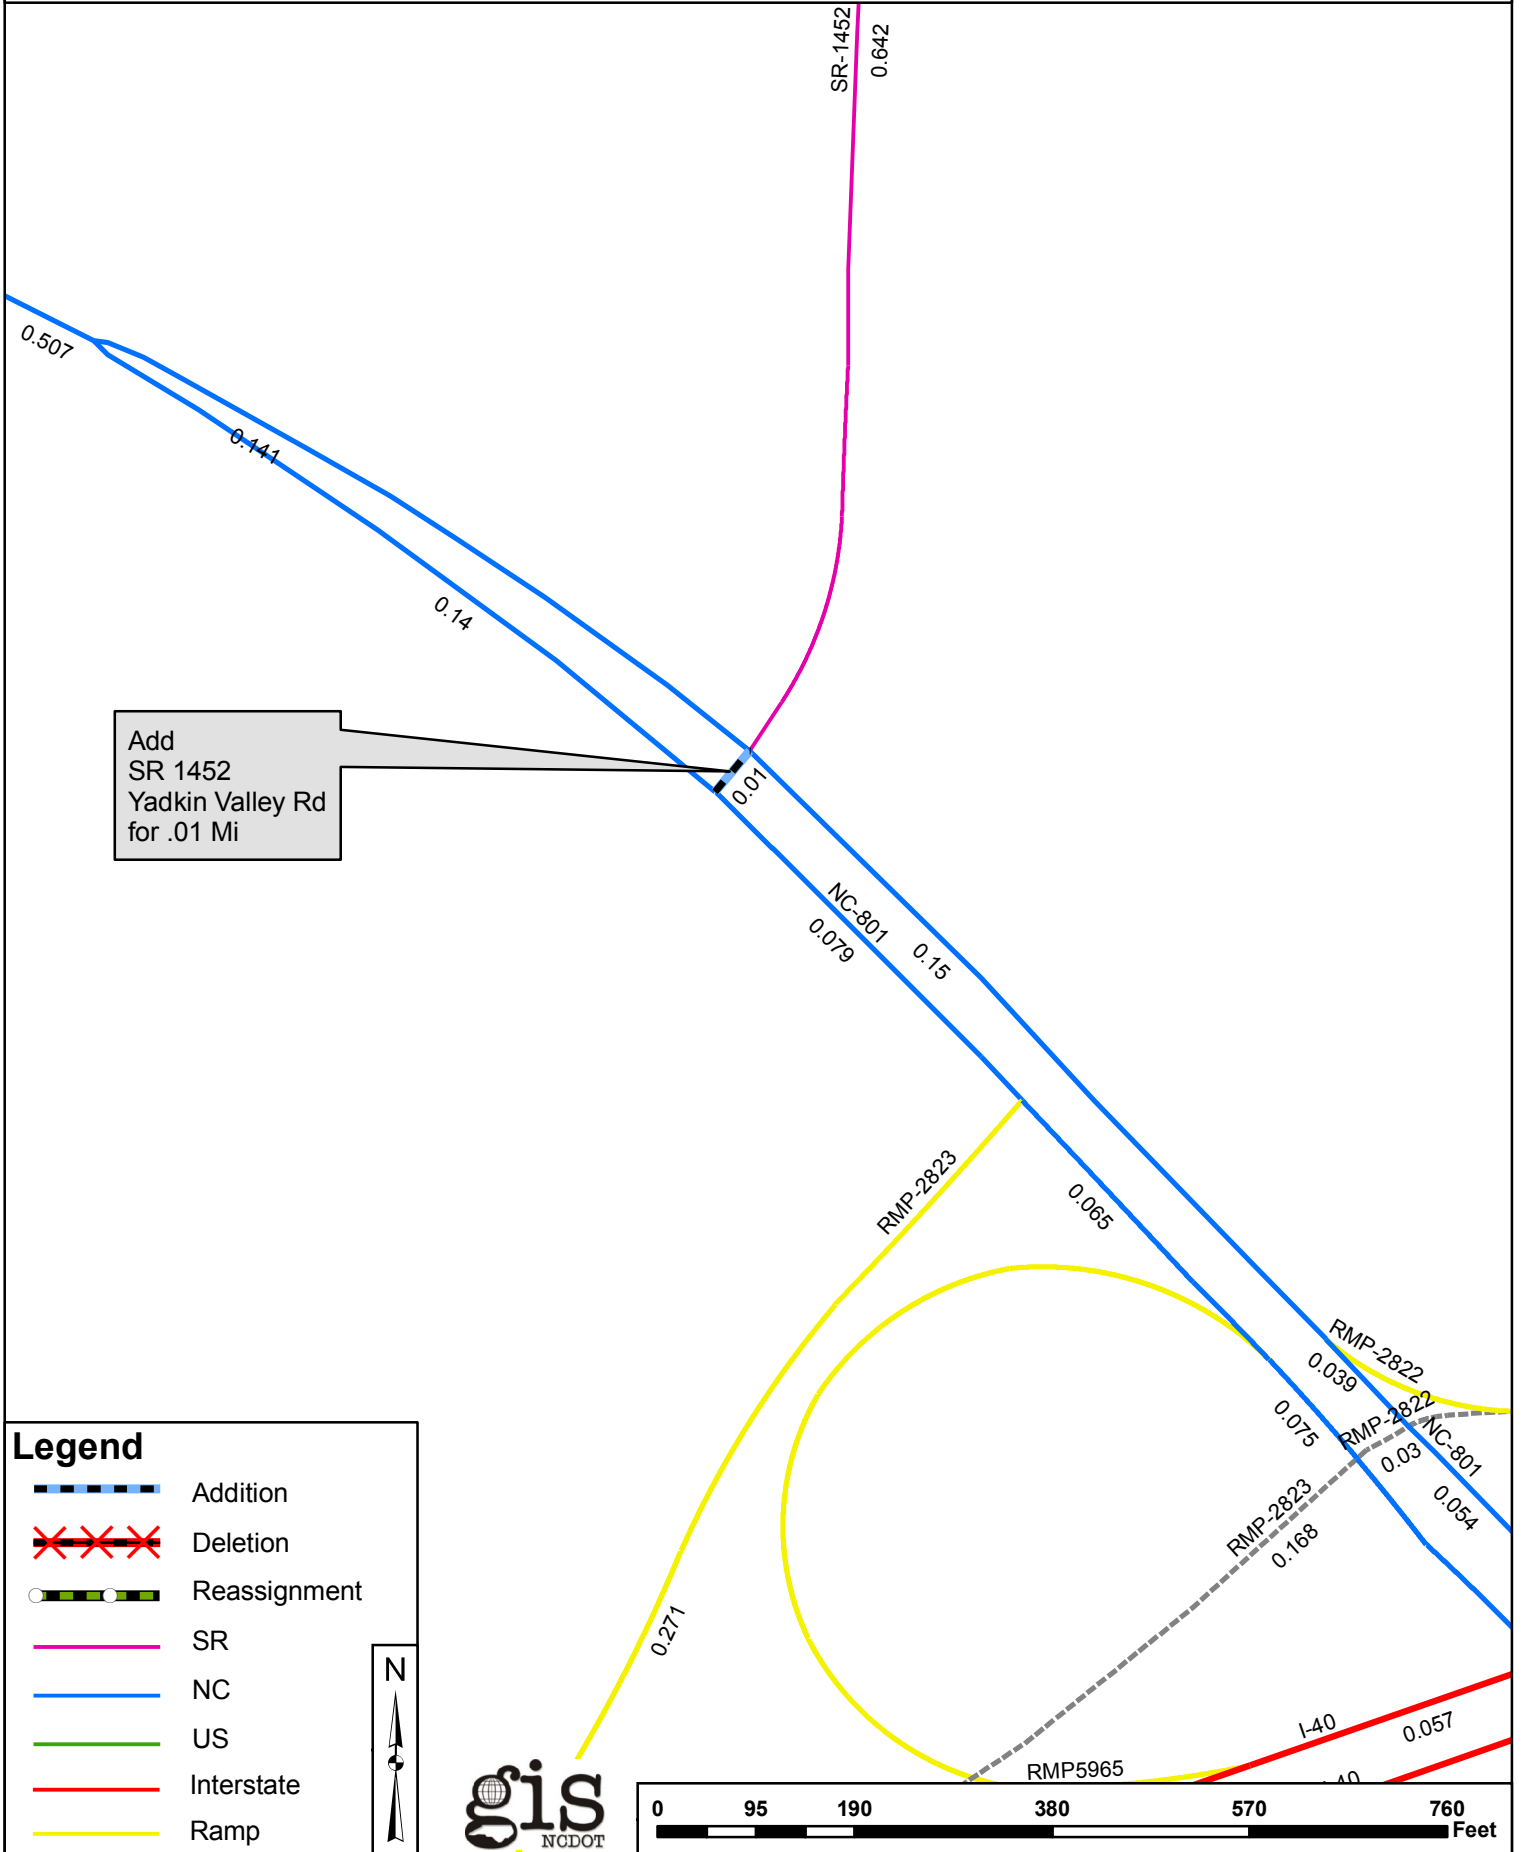 SR-1452
0.642
0.507
0.141
0.14
Add
SR 1452
Yadkin Valley Rd
for .01 Mi
0.01
NC-801
0.079
0.15
RMP-2823
0.065
RMP-2822
0.039
RMP-2822
0.075
0.03
NC-801
0.054
RMP-2823
0.168
0.271
I-40
0.057
RMP5965
40
Legend
Addition
Deletion
Reassignment
SR
NC
US
Interstate
Ramp
N
gis
NCDOT
0 95 190 380 570 760
Feet